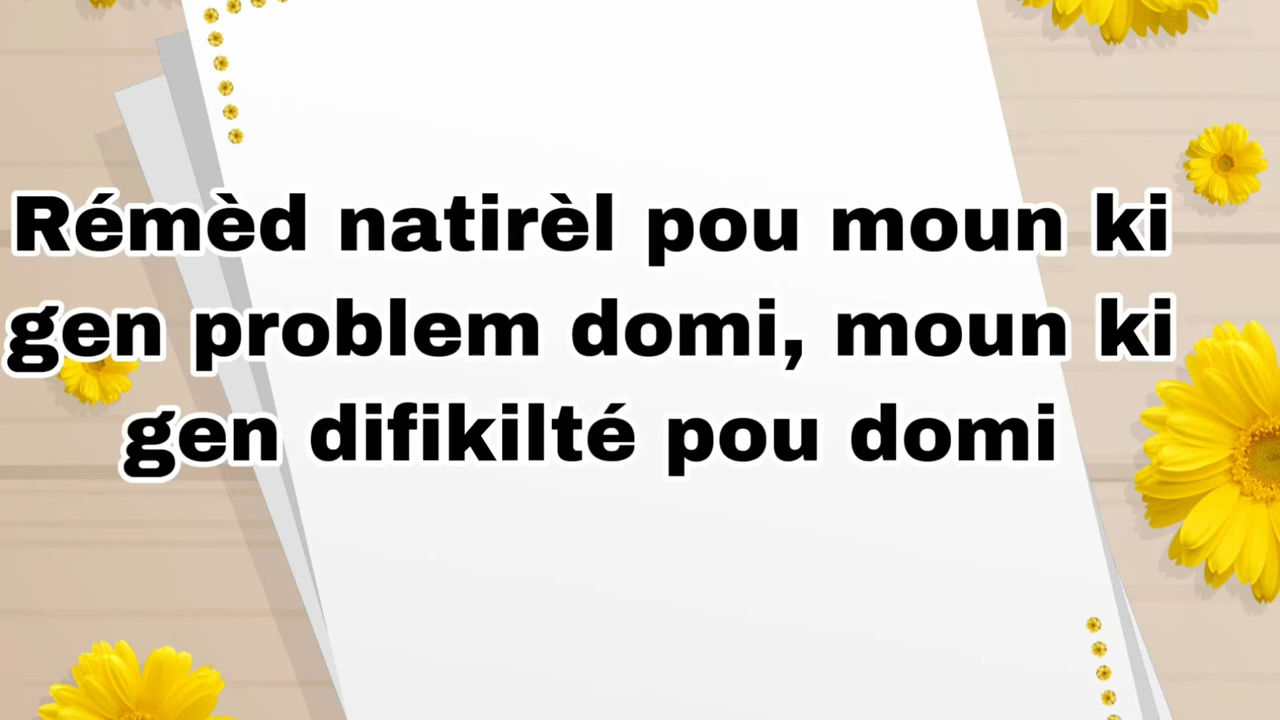 Rémèd natirèl pou moun ki
gen problem domi, moun ki
gen difikilté pou domi